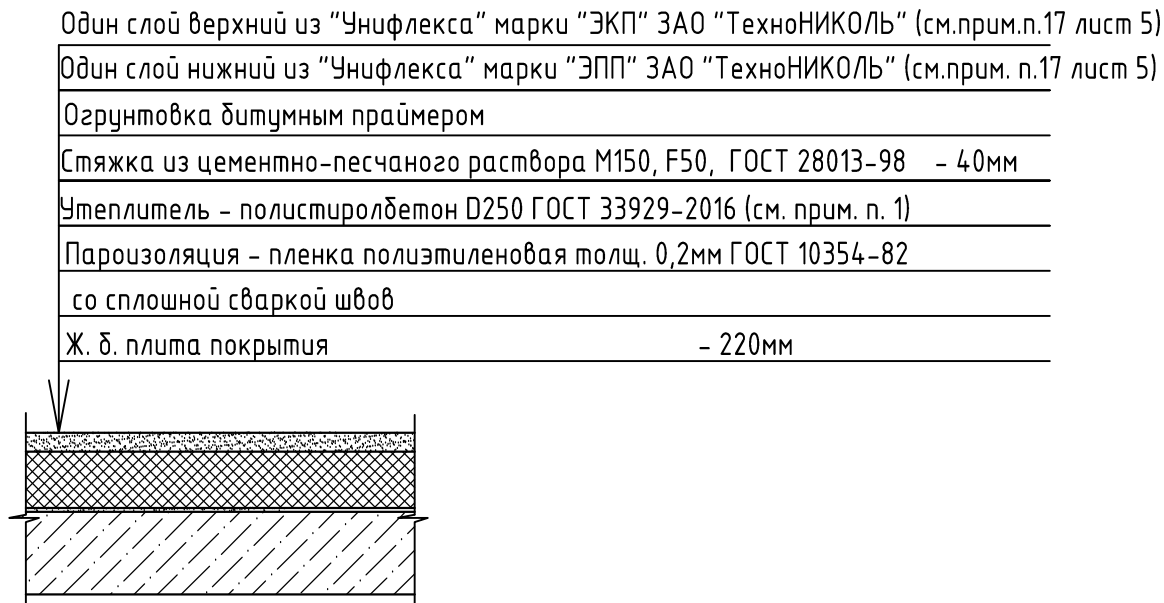 Один слой верхний из "Унифлекса" марки "ЭКП" ЗАО "ТехноНИКОЛЬ" (см.прим.п.17 лист 5)
Один слой нижний из "Унифлекса" марки "ЭПП" ЗАО "ТехноНИКОЛЬ" (см.прим. п.17 лист 5)
Огрунтовка битумным праймером
Стяжка из цементно-песчаного раствора М150, F50, ГОСТ 28013-98 - 40мм
Утеплитель - полистиролбетон D250 ГОСТ 33929-2016 (см. прим. п. 1)
Пароизоляция - пленка полиэтиленовая толщ. 0,2мм ГОСТ 10354-82
со сплошной сваркой швов
Ж. б. плита покрытия - 220мм